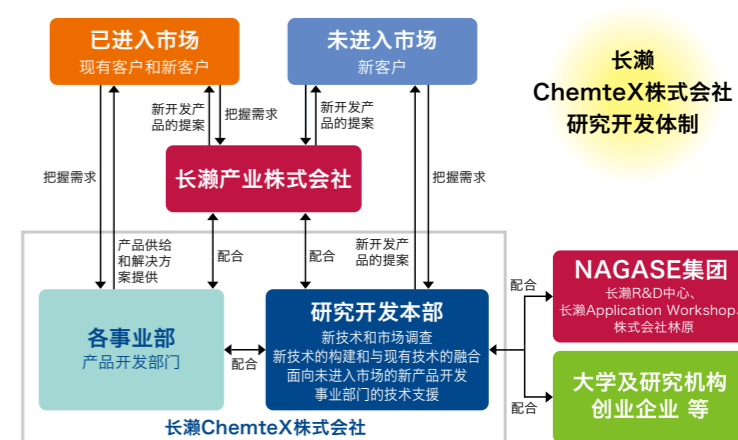 已进入市场
现有客户和新客户
未进入市场
新客户
长濑
ChemteX株式会社
研究开发体制
新开发产
品的提案
把握需求
新开发产
品的提案
把握需求
长濑产业株式会社
把握需求
产品供给
和解决方
案提供
配合
配合
新开发产
品的提案
各事业部
产品开发部门
配合
研究开发本部
新技术和市场调查
新技术的构建和与现有技术的融合
面向未进入市场的新产品开发
事业部门的技术支援
长濑ChemteX株式会社
配合
NAGASE集团
长濑R&D中心、
长濑Application Workshop、
株式会社林原
配合
大学及研究机构
创业企业 等